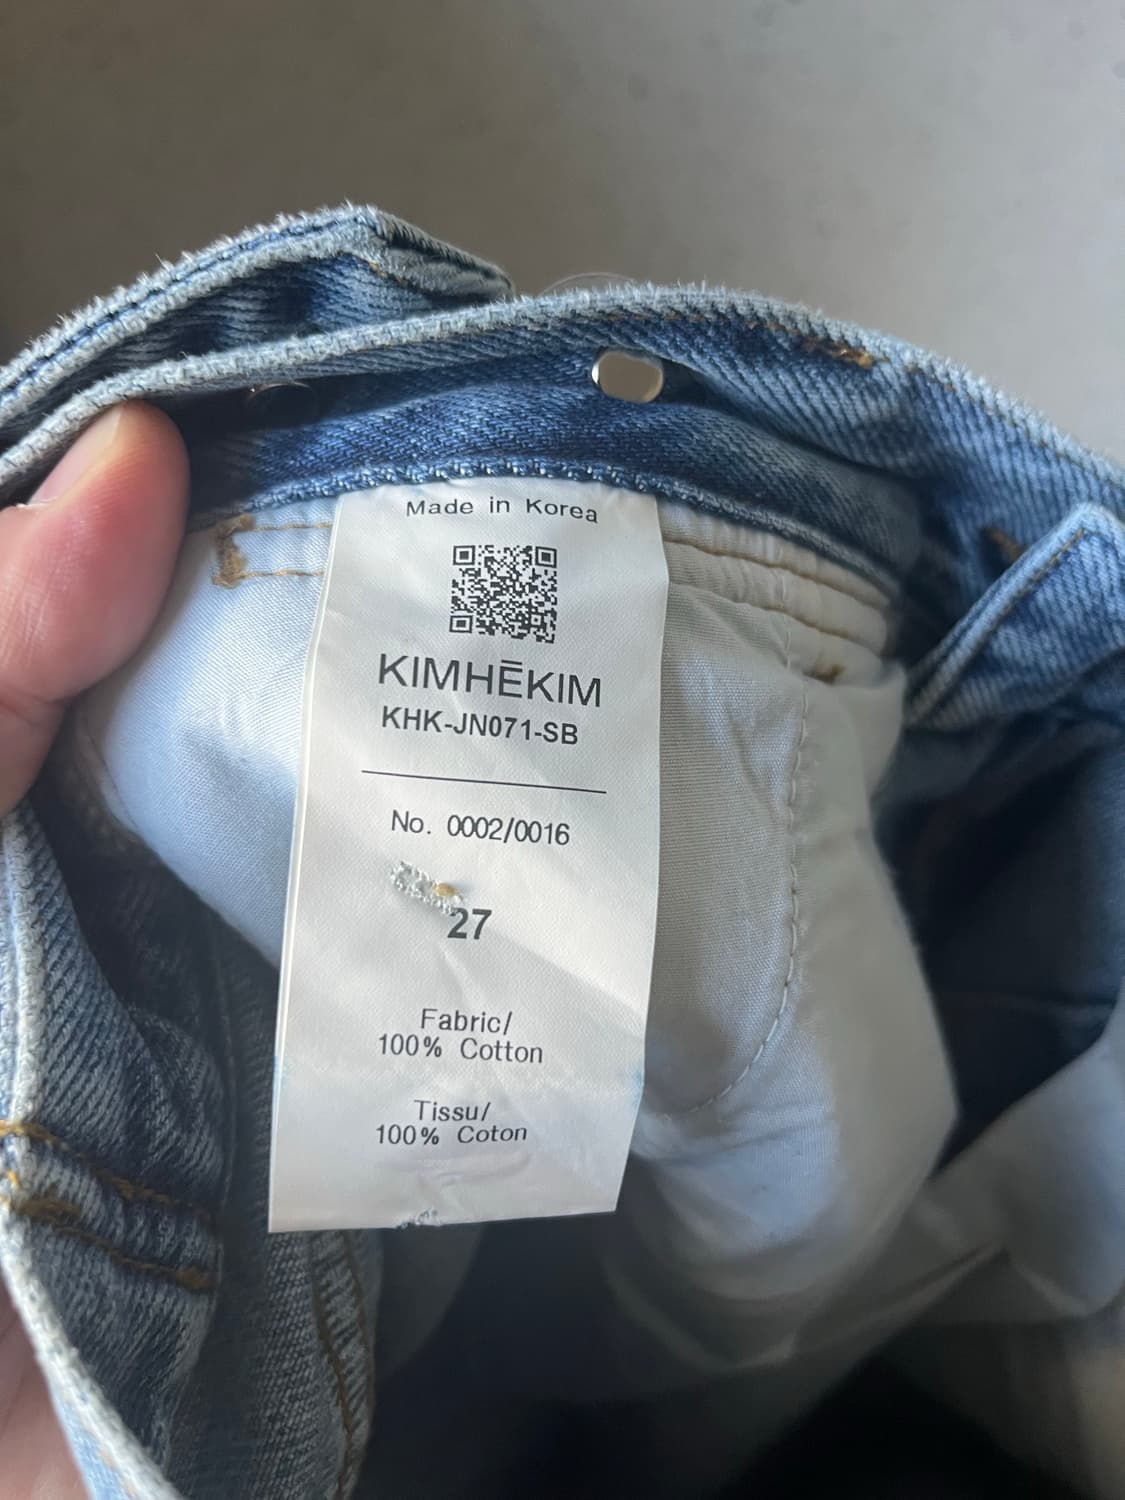 Made in Korea
KIMHĒKIM
KHK-JN071-SB
No. 0002/0016
27
Fabric/
100% Cotton
Tissu/
100% Coton